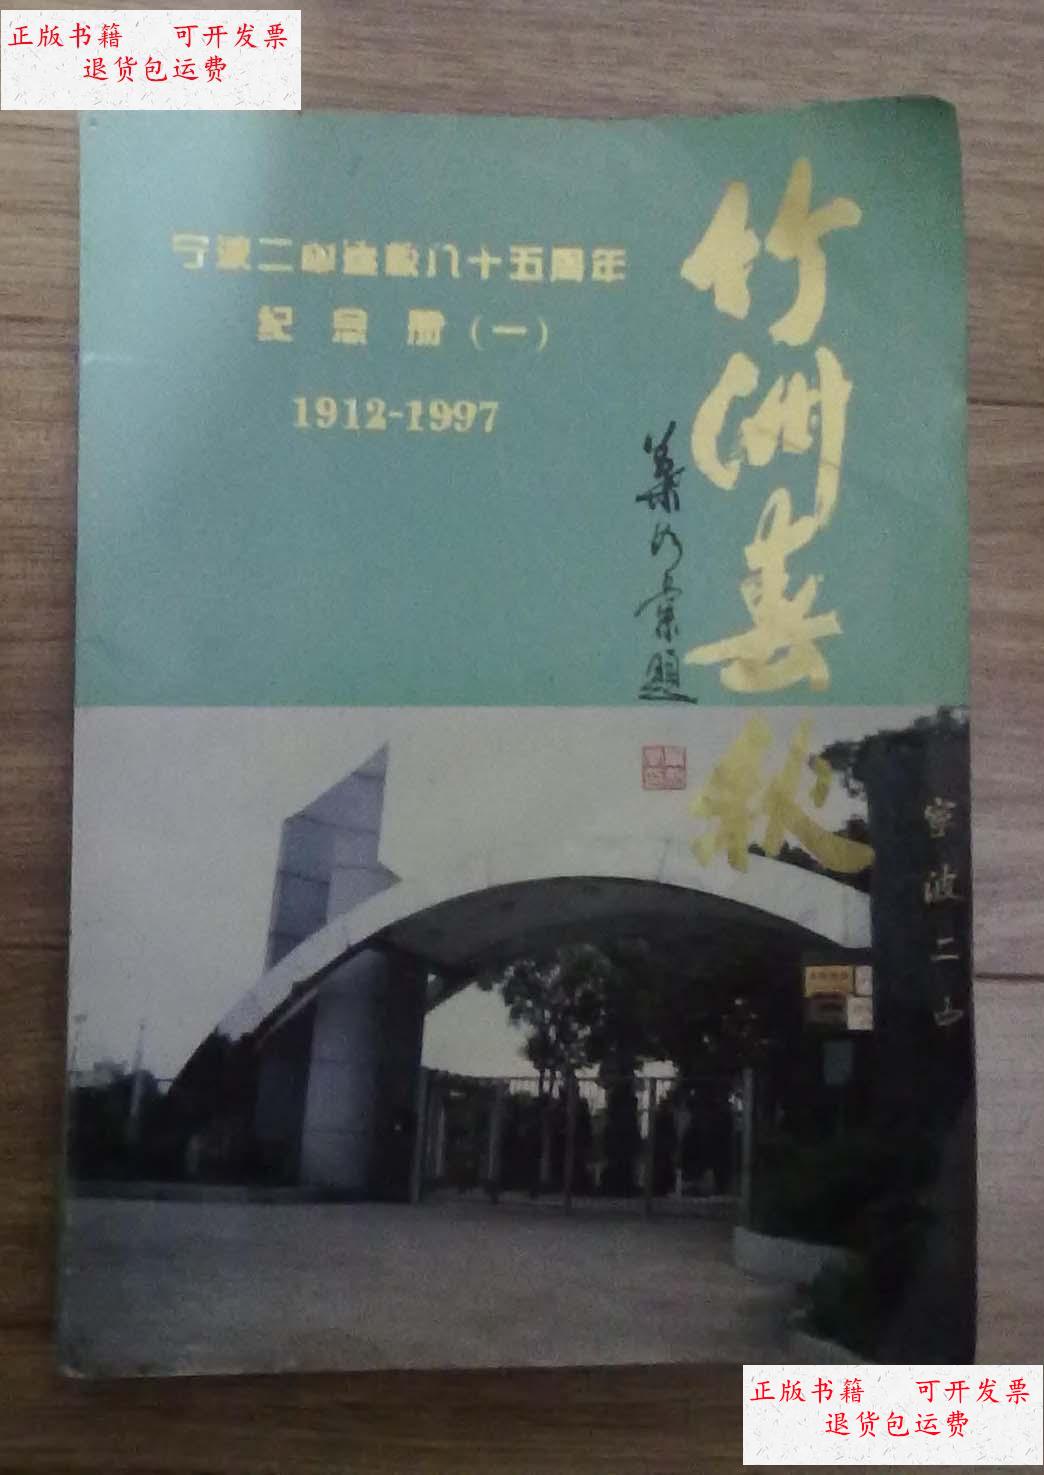 正版书籍 可开发票
退货包运费
宁波二中建校八十五周年
纪念册（一）
1912-1997
竹洲春秋
题
宁波二中
正版书籍 可开发票
退货包运费